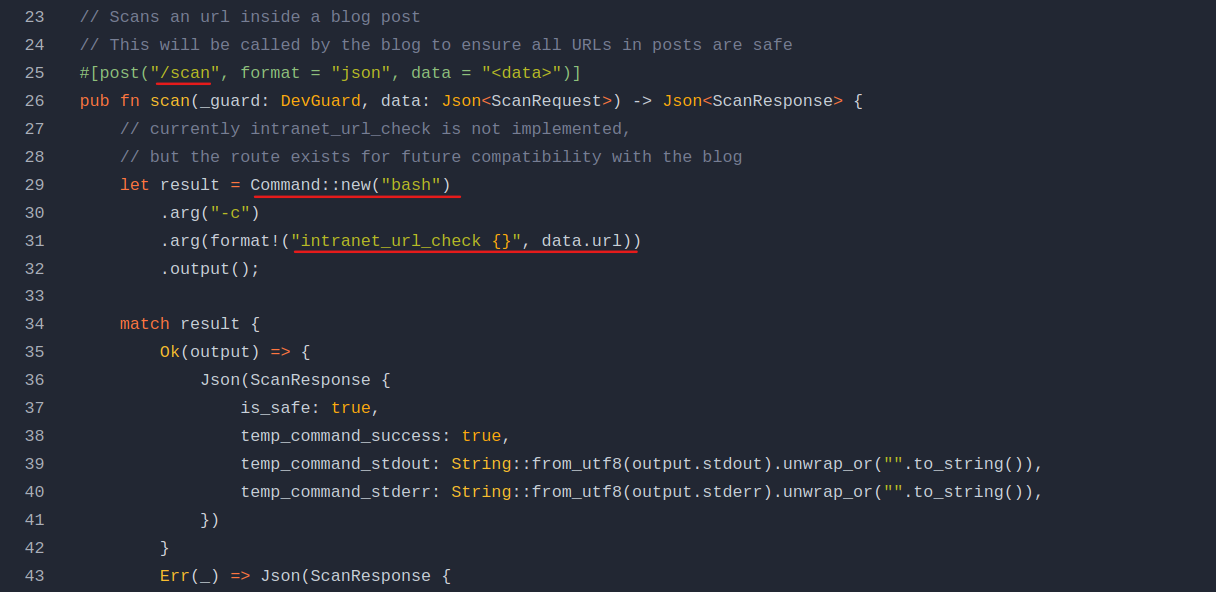 23 // Scans an url inside a blog post
24 // This will be called by the blog to ensure all URLs in posts are safe
25 #[post("/scan", format = "json", data = "<data>")]
26 pub fn scan(_guard: DevGuard, data: Json<ScanRequest>) -> Json<ScanResponse> {
27     // currently intranet_url_check is not implemented,
28     // but the route exists for future compatibility with the blog
29     let result = Command::new("bash")
30         .arg("-c")
31         .arg(format!("intranet_url_check {}", data.url))
32         .output();
33
34     match result {
35         Ok(output) => {
36             Json(ScanResponse {
37                 is_safe: true,
38                 temp_command_success: true,
39                 temp_command_stdout: String::from_utf8(output.stdout).unwrap_or("".to_string()),
40                 temp_command_stderr: String::from_utf8(output.stderr).unwrap_or("".to_string()),
41             })
42         }
43         Err(_) => Json(ScanResponse {